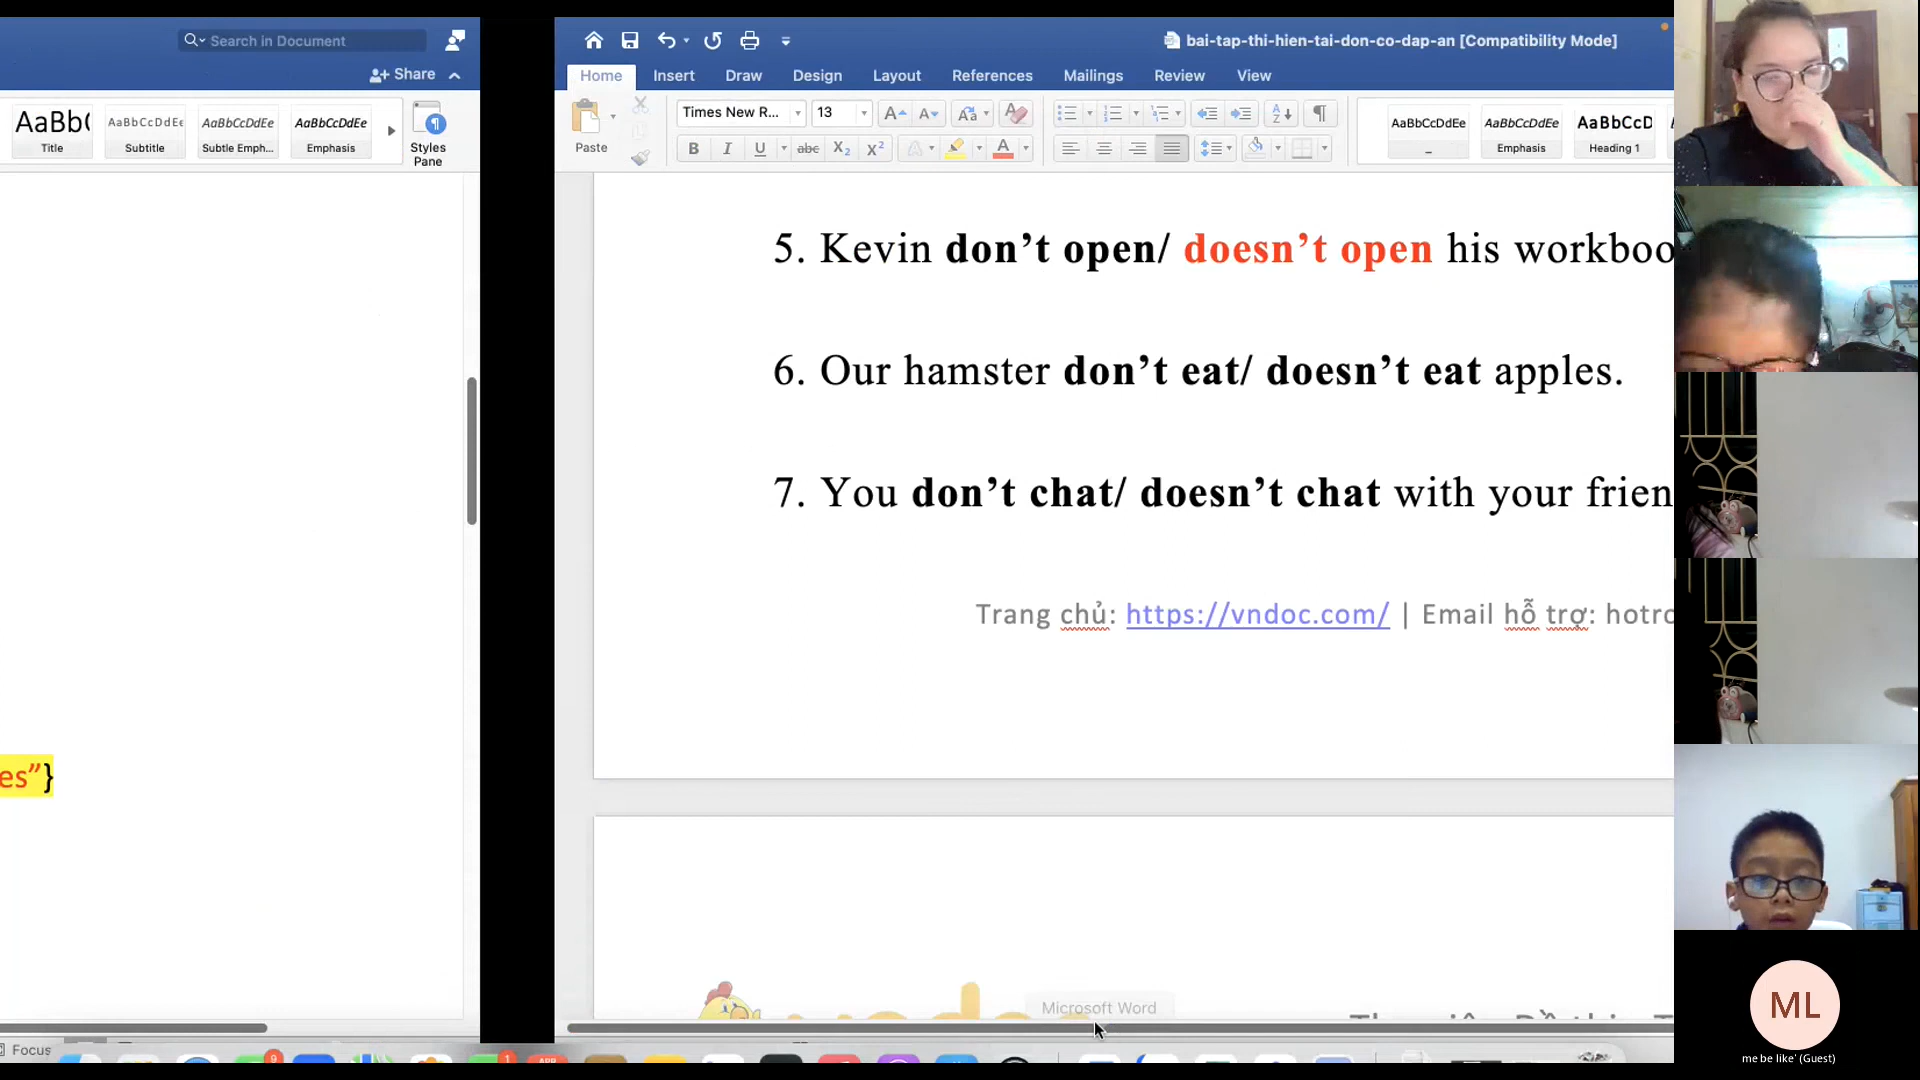 Search in Document
Share
AaBb(
Title
AaBbCcDdEe
Subtitle
AaBbCcDdEe
Subtle Emph...
AaBbCcDdEe
Emphasis
Styles
Pane
es”}
Focus
bai-tap-thi-hien-tai-don-co-dap-an [Compatibility Mode]
Home Insert Draw Design Layout References Mailings Review View
Paste
Times New R... 13
AaBbCcDdEe
AaBbCcDdEe
Emphasis
AaBbCcD
Heading 1
5. Kevin don’t open/ doesn’t open his workboo
6. Our hamster don’t eat/ doesn’t eat apples.
7. You don’t chat/ doesn’t chat with your frien
Trang chủ: https://vndoc.com/ | Email hỗ trợ: hotro
Microsoft Word
9
1
APR
ML
me be like' (Guest)